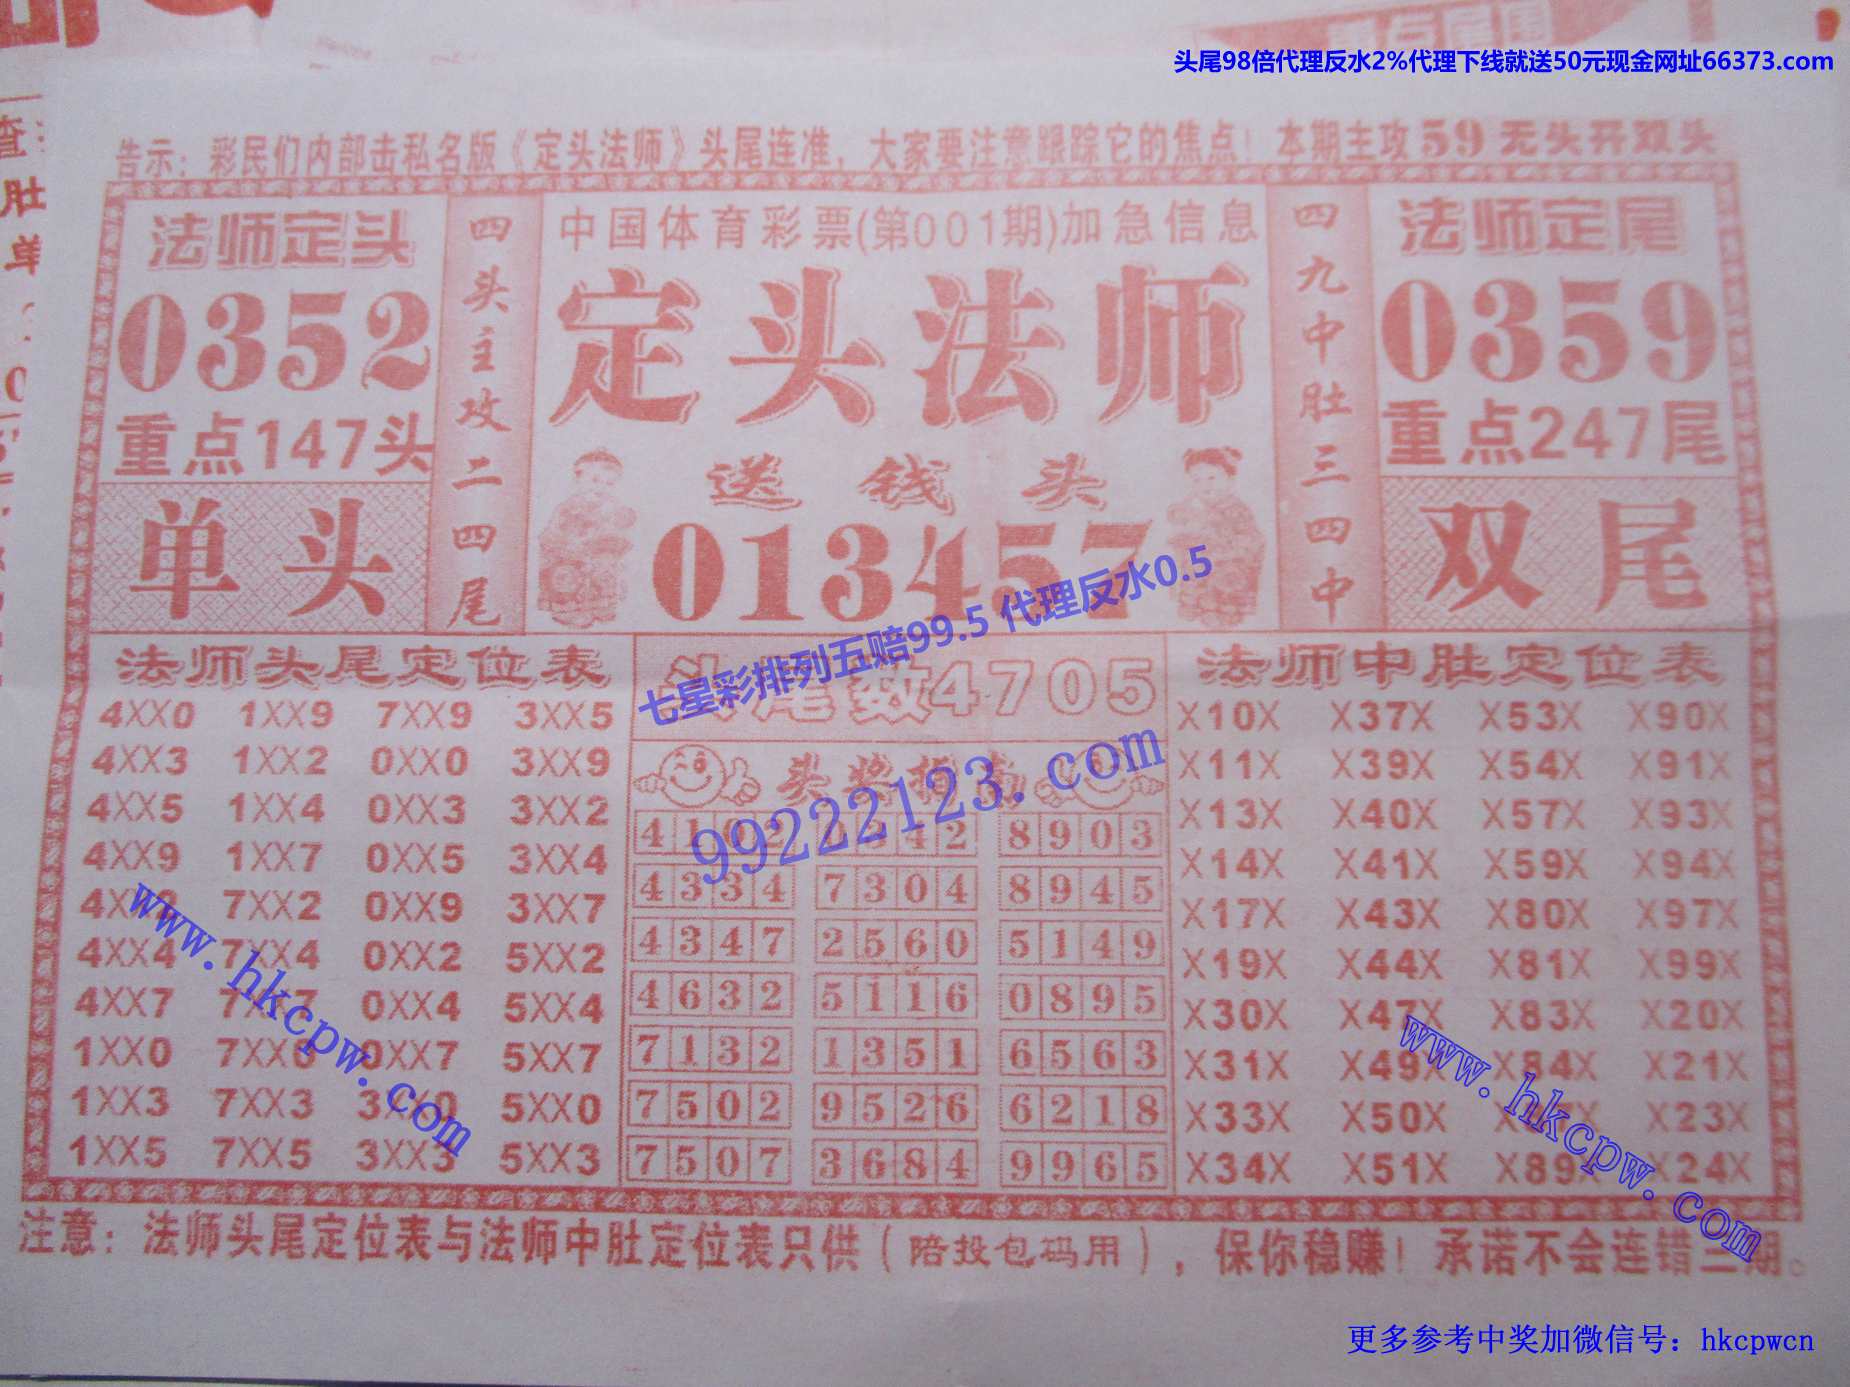 头尾98倍代理反水2%代理下线就送50元现金网址66373.com
告示：彩民们内部击私名版《定头法师》头尾连准，大家要注意跟踪它的焦点！本期主攻59无头开双头
法师定头
0352
重点147头
单头
四头主攻二四尾
中国体育彩票(第001期)加急信息
定头法师
送钱头
013457
四九中肚三四中
法师定尾
0359
重点247尾
双尾
七星彩排列五赔99.5 代理反水0.5
99222123.com
法师头尾定位表
4XX0 1XX9 7XX9 3XX5
4XX3 1XX2 0XX0 3XX9
4XX5 1XX4 0XX3 3XX2
4XX9 1XX7 0XX5 3XX4
4XX2 7XX2 0XX9 3XX7
4XX4 7XX4 0XX2 5XX2
4XX7 7XX7 0XX4 5XX4
1XX0 7XX0 0XX7 5XX7
1XX3 7XX3 3XX0 5XX0
1XX5 7XX5 3XX3 5XX3
头尾数4705
头奖指南
8903
4334 7304 8945
4347 2560 5149
4632 5116 0895
7132 1351 6563
7502 9526 6218
7507 3684 9965
法师中肚定位表
X10X X37X X53X X90X
X11X X39X X54X X91X
X13X X40X X57X X93X
X14X X41X X59X X94X
X17X X43X X80X X97X
X19X X44X X81X X99X
X30X X47X X83X X20X
X31X X49X X84X X21X
X33X X50X X23X
X34X X51X X89X X24X
www.hkcpw.com
www.hkcpw.com
注意：法师头尾定位表与法师中肚定位表只供（陪投包码用），保你稳赚！承诺不会连错三期。
更多参考中奖加微信号：hkcpwcn